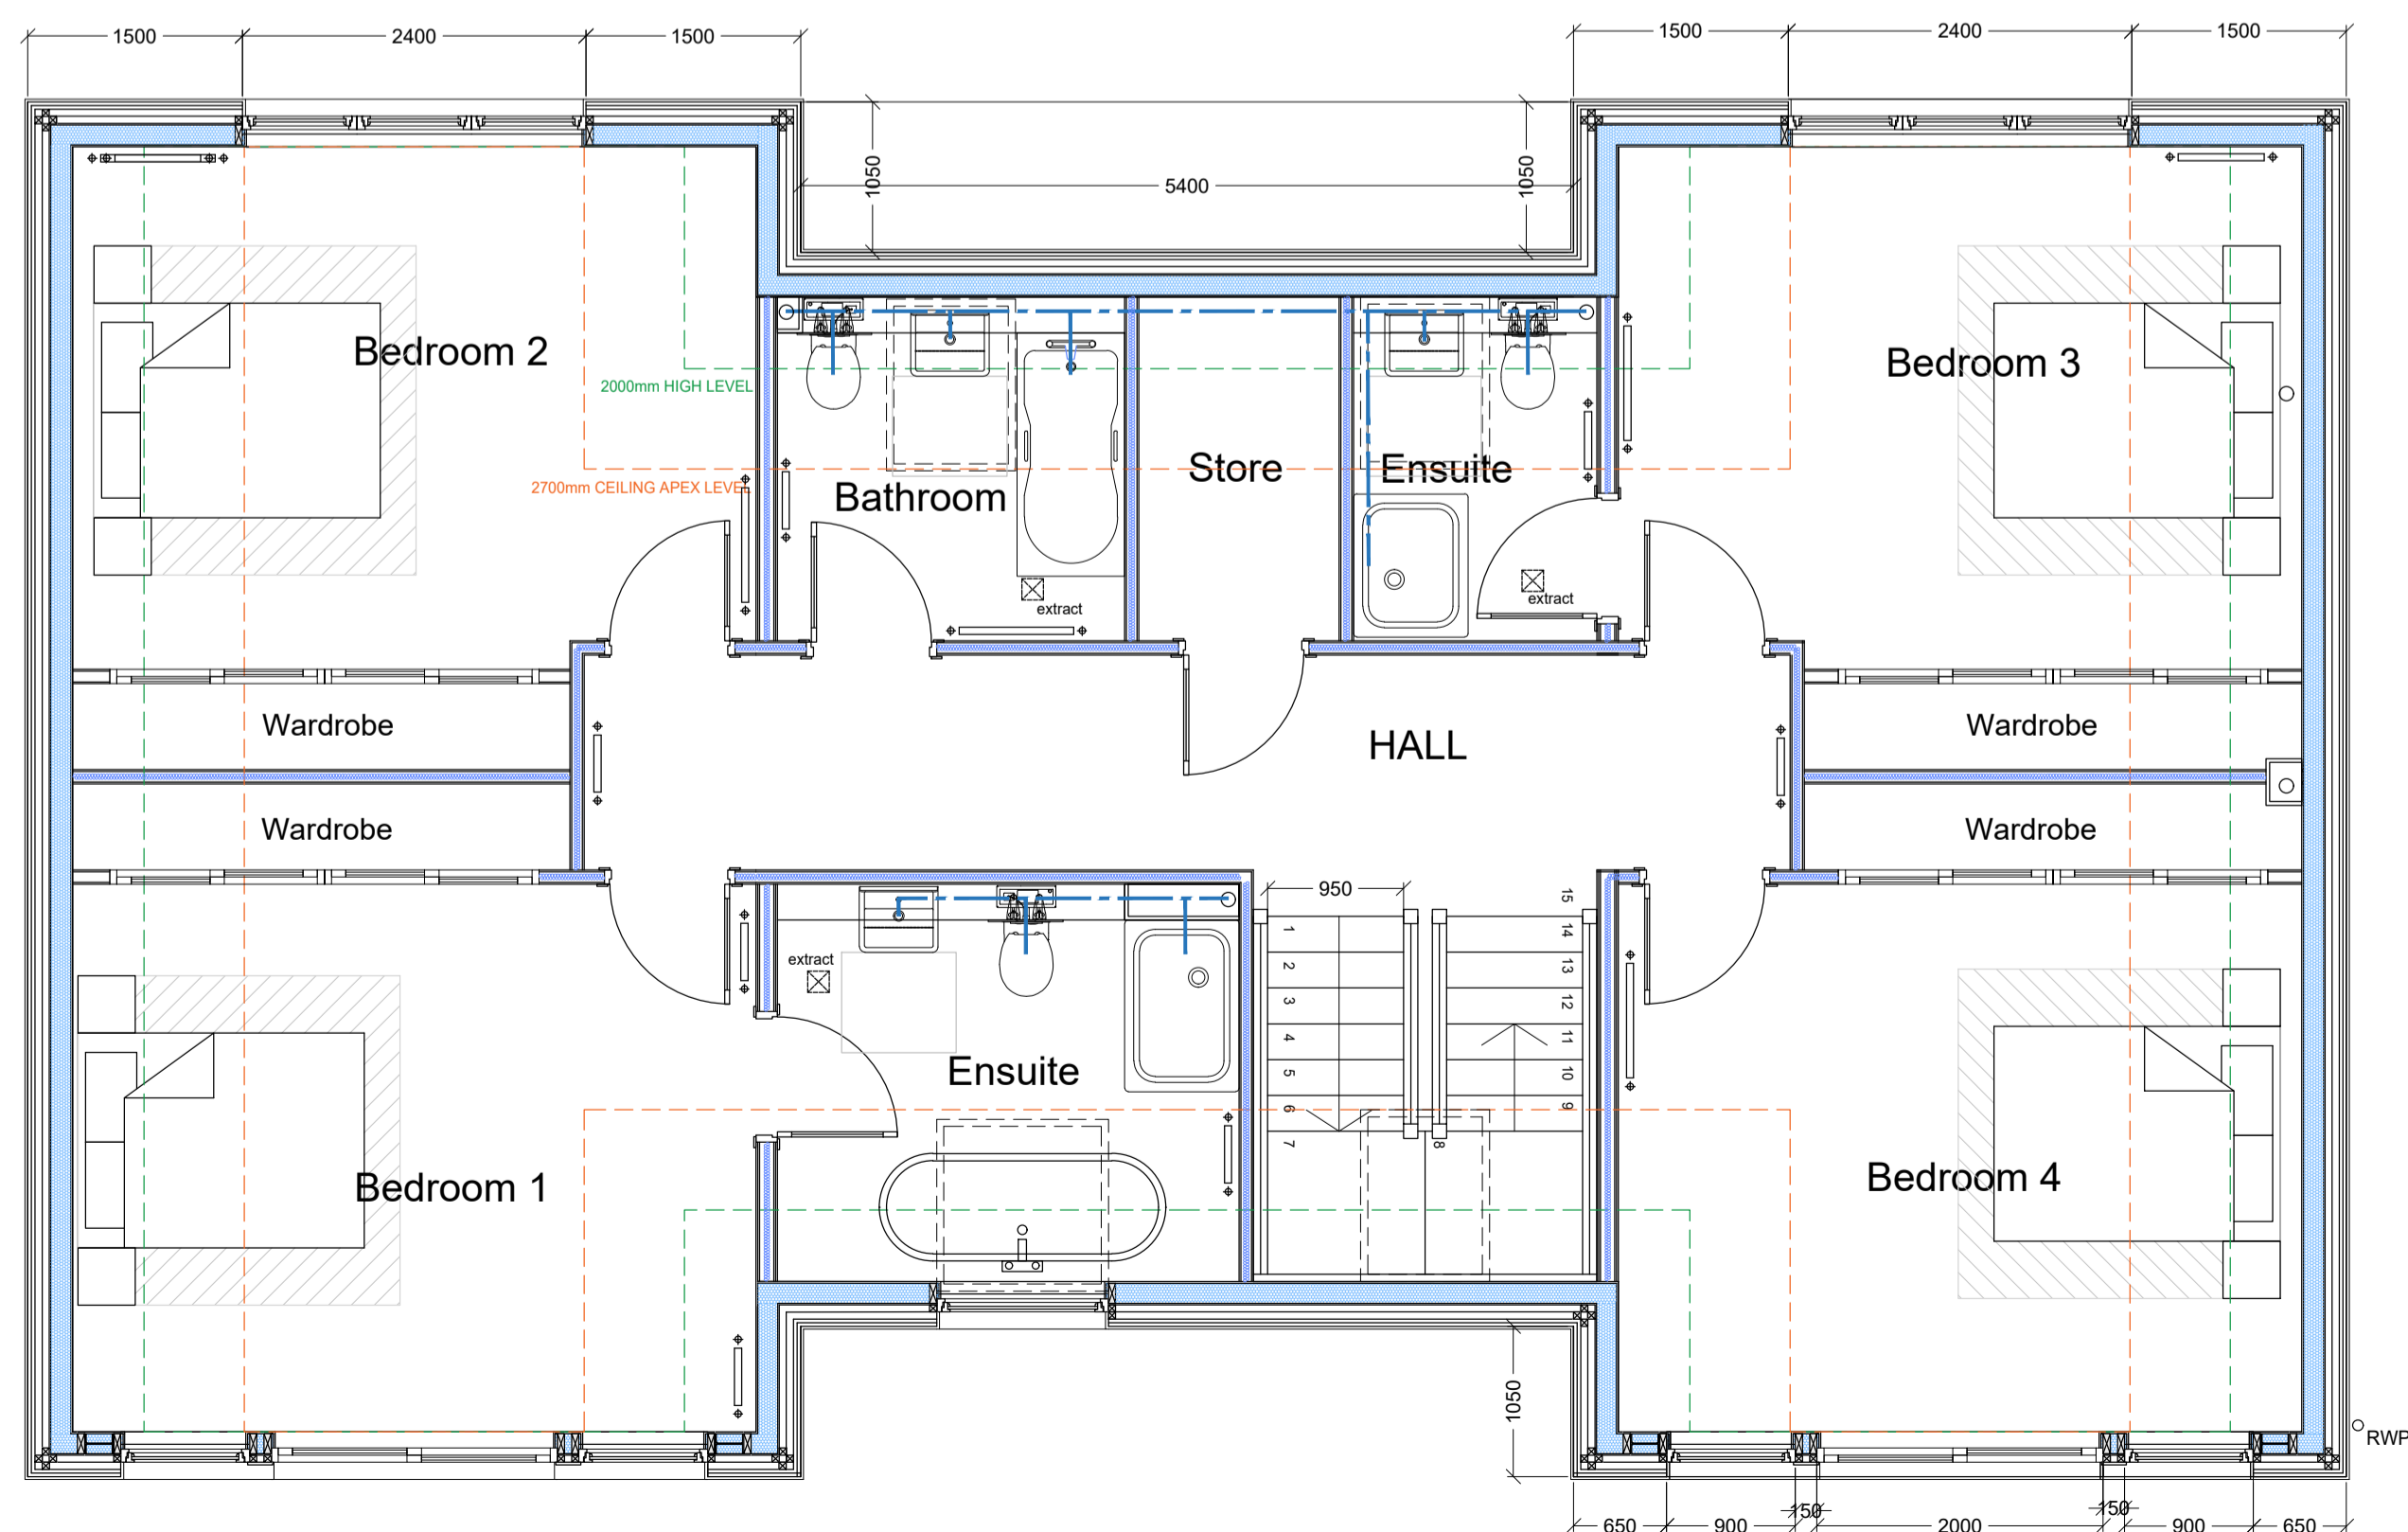 1500
2400
1500
1500
2400
1500
1050
5400
1050
Bedroom 2
2000mm HIGH LEVEL
2700mm CEILING APEX LEVEL
Bathroom
extract
Store
Ensuite
extract
Bedroom 3
Wardrobe
Wardrobe
HALL
Wardrobe
Wardrobe
950
1
2
3
4
5
6
7
8
9
10
11
12
13
14
15
extract
Ensuite
Bedroom 1
Bedroom 4
1050
RWP
650
900
150
2000
150
900
650